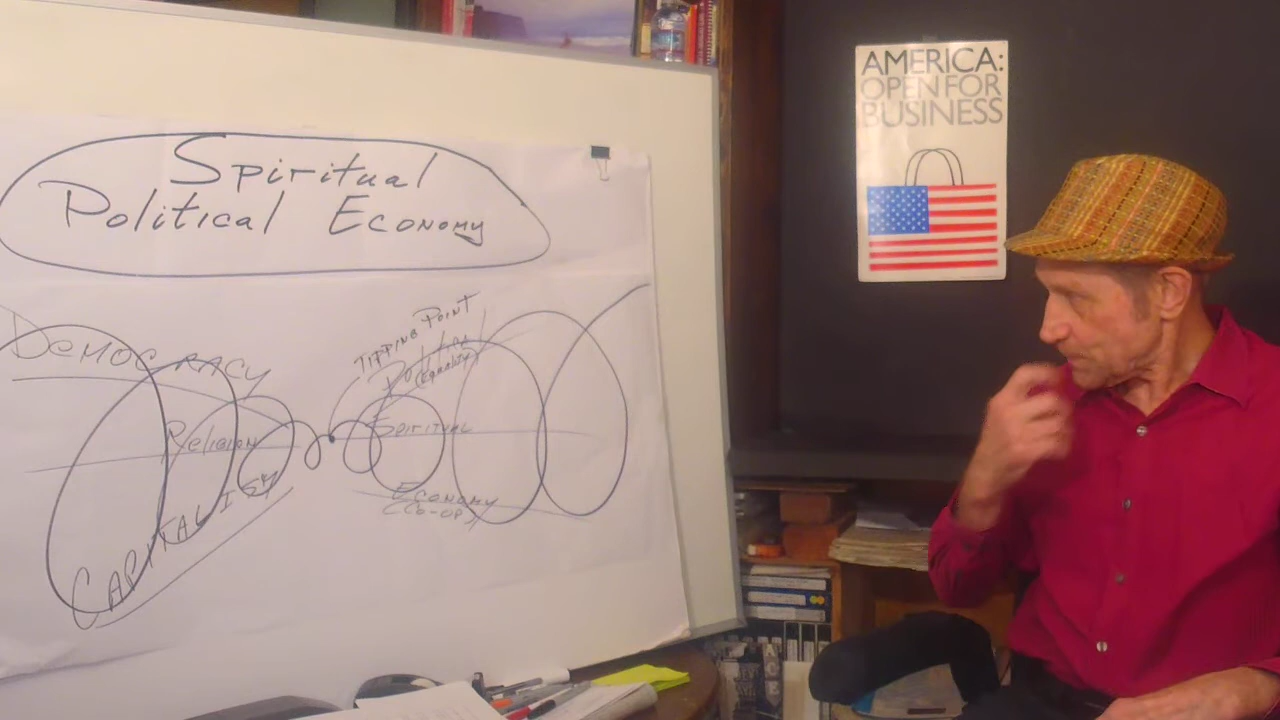 Spiritual
Political Economy
Democracy
Religion
Capitalism
Tipping Point
(Equality)
Spiritual
Economy
(Co-op)
AMERICA:
OPEN FOR
BUSINESS